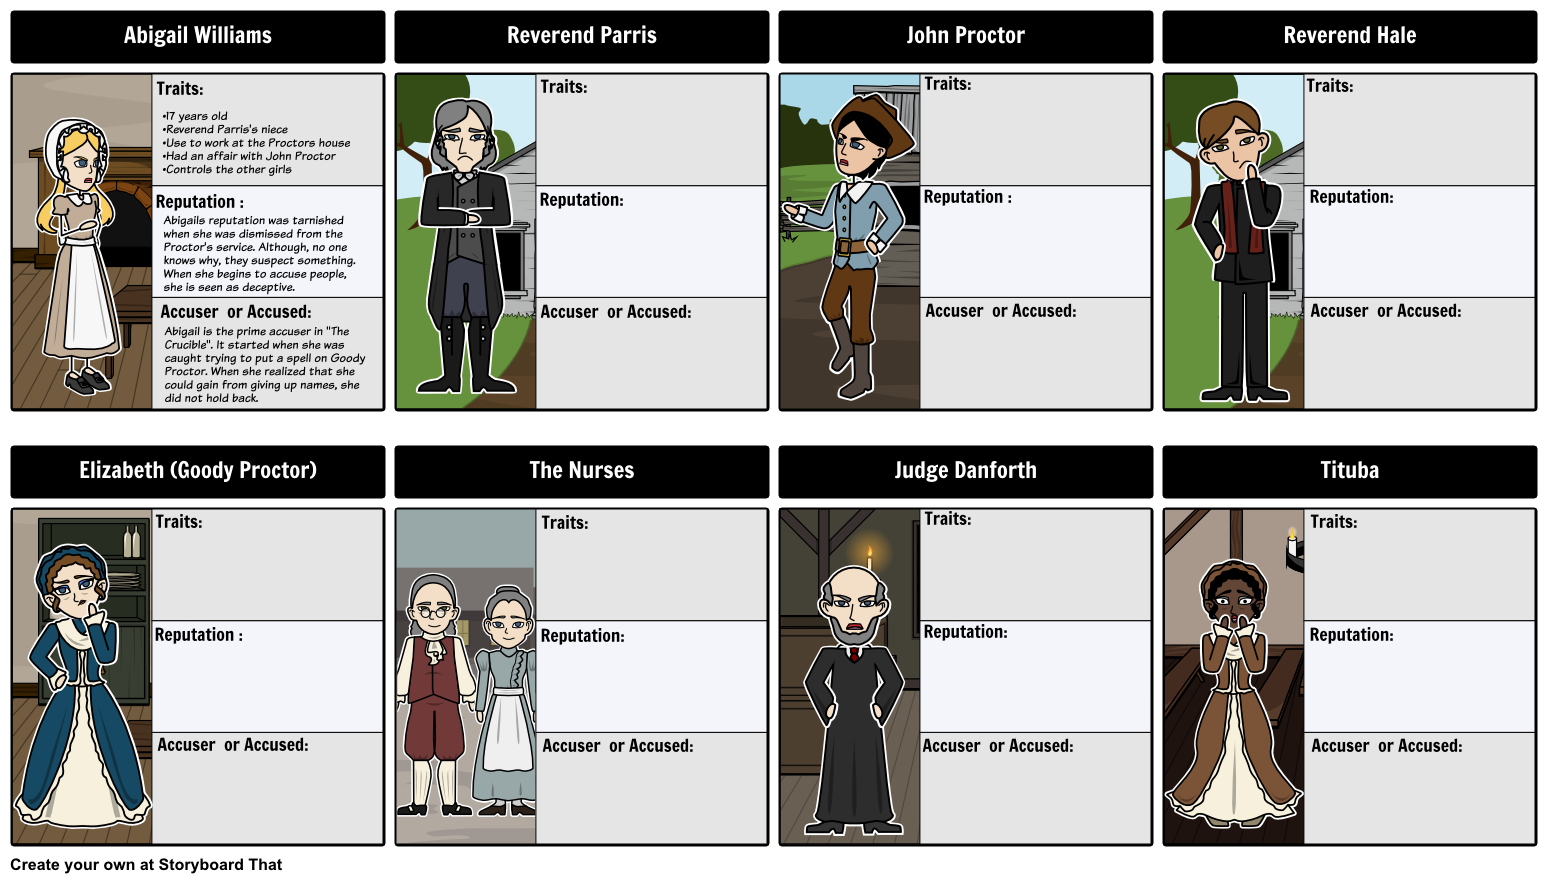 Abigail Williams
Traits:
•17 years old
•Reverend Parris's niece
•Use to work at the Proctors house
•Had an affair with John Proctor
•Controls the other girls
Reputation :
Abigails reputation was tarnished
when she was dismissed from the
Proctor's service. Although, no one
knows why, they suspect something.
When she begins to accuse people,
she is seen as deceptive.
Accuser or Accused:
Abigail is the prime accuser in "The
Crucible". It started when she was
caught trying to put a spell on Goody
Proctor. When she realized that she
could gain from giving up names, she
did not hold back.
Reverend Parris
Traits:
Reputation:
Accuser or Accused:
John Proctor
Traits:
Reputation :
Accuser or Accused:
Reverend Hale
Traits:
Reputation:
Accuser or Accused:
Elizabeth (Goody Proctor)
Traits:
Reputation :
Accuser or Accused:
The Nurses
Traits:
Reputation:
Accuser or Accused:
Judge Danforth
Traits:
Reputation:
Accuser or Accused:
Tituba
Traits:
Reputation:
Accuser or Accused:
Create your own at Storyboard That